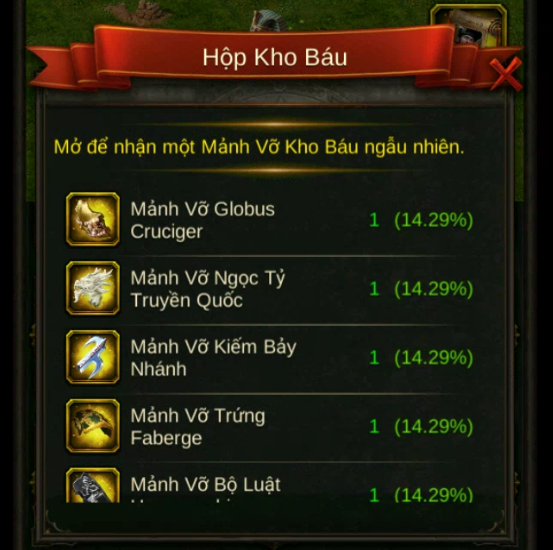 Hộp Kho Báu
Mở để nhận một Mảnh Vỡ Kho Báu ngẫu nhiên.
Mảnh Vỡ Globus
Cruciger
1 (14.29%)
Mảnh Vỡ Ngọc Tỷ
Truyền Quốc
1 (14.29%)
Mảnh Vỡ Kiếm Bảy
Nhánh
1 (14.29%)
Mảnh Vỡ Trứng
Faberge
1 (14.29%)
Mảnh Vỡ Bộ Luật
1 (14.29%)